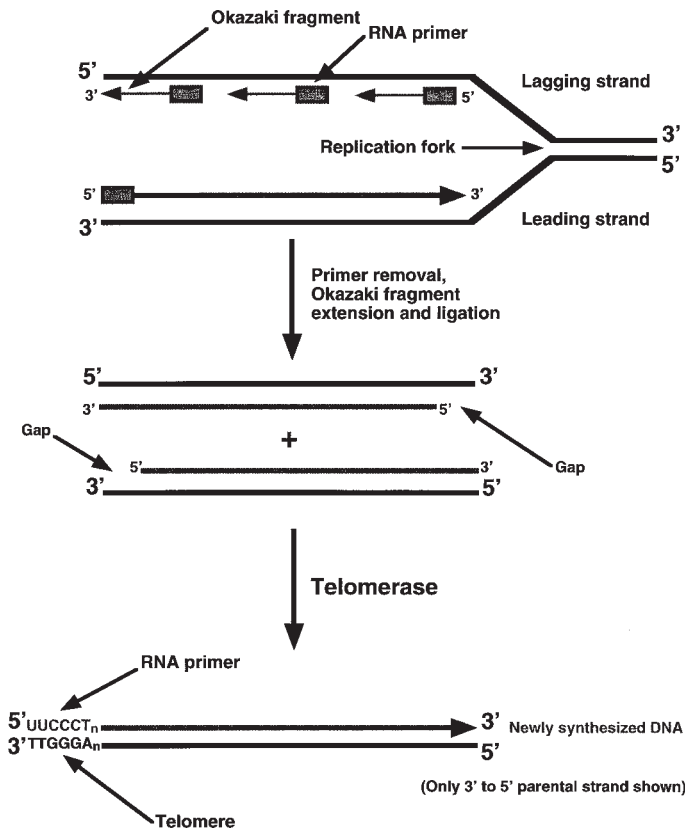 Okazaki fragment
RNA primer
5’
3’
5’
Lagging strand
Replication fork
3’
5’
5’
3’
3’
Leading strand
Primer removal,
Okazaki fragment
extension and ligation
5’
3’
3’
5’
Gap
+
Gap
5’
3’
3’
5’
Telomerase
RNA primer
5’UUCCCTn
3’ Newly synthesized DNA
3’TTGGGAn
5’
(Only 3’ to 5’ parental strand shown)
Telomere